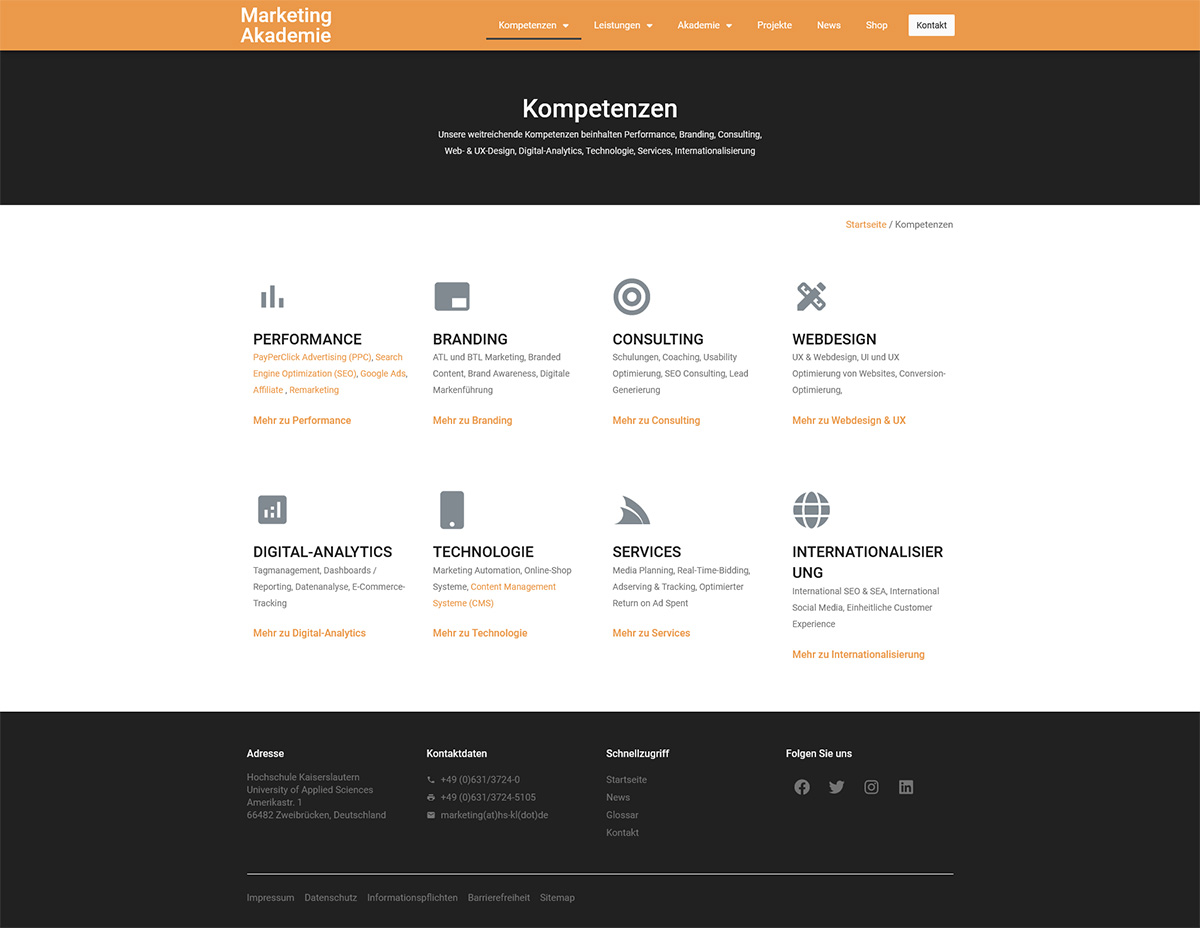 Marketing
Akademie
Kompetenzen
Leistungen
Akademie
Projekte
News
Shop
Kontakt
Kompetenzen
Unsere weitreichende Kompetenzen beinhalten Performance, Branding, Consulting,
Web- & UX-Design, Digital-Analytics, Technologie, Services, Internationalisierung
Startseite / Kompetenzen
PERFORMANCE
PayPerClick Advertising (PPC), Search
Engine Optimization (SEO), Google Ads,
Affiliate , Remarketing
Mehr zu Performance
BRANDING
ATL und BTL Marketing, Branded
Content, Brand Awareness, Digitale
Markenführung
Mehr zu Branding
CONSULTING
Schulungen, Coaching, Usability
Optimierung, SEO Consulting, Lead
Generierung
Mehr zu Consulting
WEBDESIGN
UX & Webdesign, UI und UX
Optimierung von Websites, Conversion-
Optimierung,
Mehr zu Webdesign & UX
DIGITAL-ANALYTICS
Tagmanagement, Dashboards /
Reporting, Datenanalyse, E-Commerce-
Tracking
Mehr zu Digital-Analytics
TECHNOLOGIE
Marketing Automation, Online-Shop
Systeme, Content Management
Systeme (CMS)
Mehr zu Technologie
SERVICES
Media Planning, Real-Time-Bidding,
Adserving & Tracking, Optimierter
Return on Ad Spent
Mehr zu Services
INTERNATIONALISIER
UNG
International SEO & SEA, International
Social Media, Einheitliche Customer
Experience
Mehr zu Internationalisierung
Adresse
Hochschule Kaiserslautern
University of Applied Sciences
Amerikastr. 1
66482 Zweibrücken, Deutschland
Kontaktdaten
+49 (0)631/3724-0
+49 (0)631/3724-5105
marketing(at)hs-kl(dot)de
Schnellzugriff
Startseite
News
Glossar
Kontakt
Folgen Sie uns
Impressum
Datenschutz
Informationspflichten
Barrierefreiheit
Sitemap